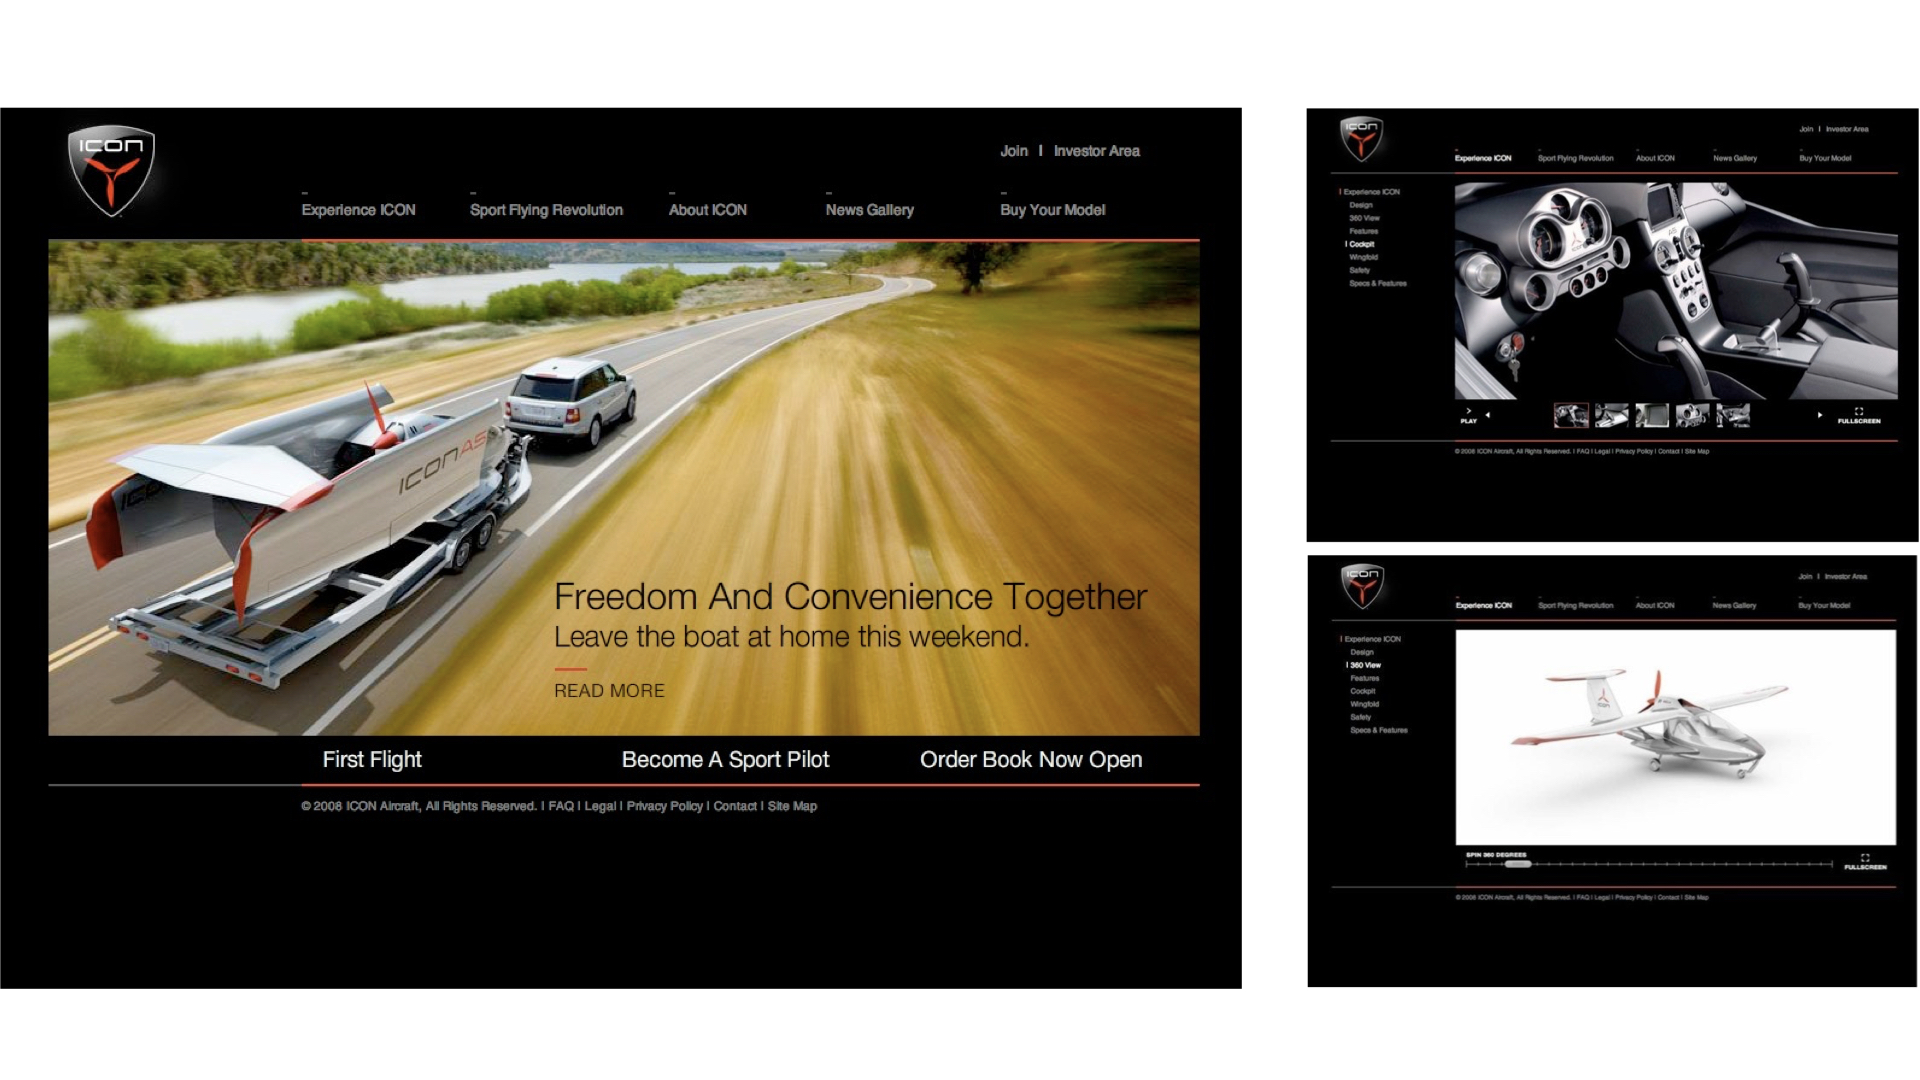 ICON
Join | Investor Area
Experience ICON Sport Flying Revolution About ICON News Gallery Buy Your Model
ICON A5
Freedom And Convenience Together
Leave the boat at home this weekend.
READ MORE
First Flight Become A Sport Pilot Order Book Now Open
© 2008 ICON Aircraft, All Rights Reserved. | FAQ | Legal | Privacy Policy | Contact | Site Map
ICON
Join | Investor Area
Experience ICON Sport Flying Revolution About ICON News Gallery Buy Your Model
Experience ICON
Design
360 View
Features
Cockpit
Wingfold
Safety
Specs & Features
PLAY
FULLSCREEN
© 2008 ICON Aircraft, All Rights Reserved. | FAQ | Legal | Privacy Policy | Contact | Site Map
ICON
Join | Investor Area
Experience ICON Sport Flying Revolution About ICON News Gallery Buy Your Model
Experience ICON
Design
360 View
Features
Cockpit
Wingfold
Safety
Specs & Features
SPIN 360 DEGREES
FULLSCREEN
© 2008 ICON Aircraft, All Rights Reserved. | FAQ | Legal | Privacy Policy | Contact | Site Map